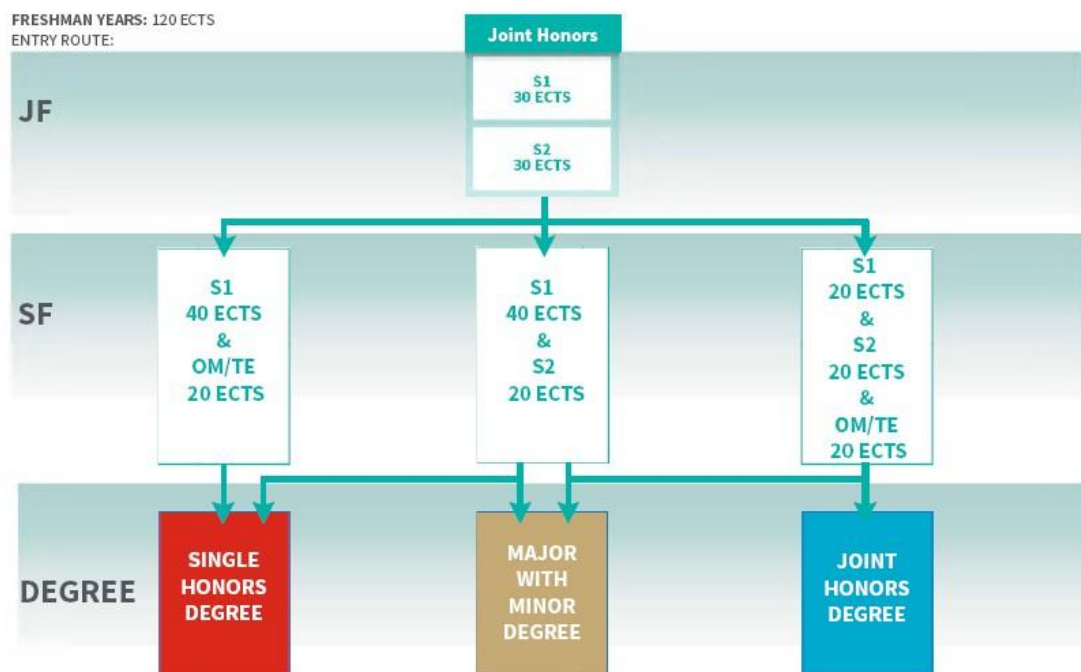 FRESHMAN YEARS: 120 ECTS
ENTRY ROUTE:
Joint Honors
JF
S1
30 ECTS
S2
30 ECTS
SF
S1
40 ECTS
&
OM/TE
20 ECTS
S1
40 ECTS
&
S2
20 ECTS
S1
20 ECTS
&
S2
20 ECTS
&
OM/TE
20 ECTS
DEGREE
SINGLE
HONORS
DEGREE
MAJOR
WITH
MINOR
DEGREE
JOINT
HONORS
DEGREE